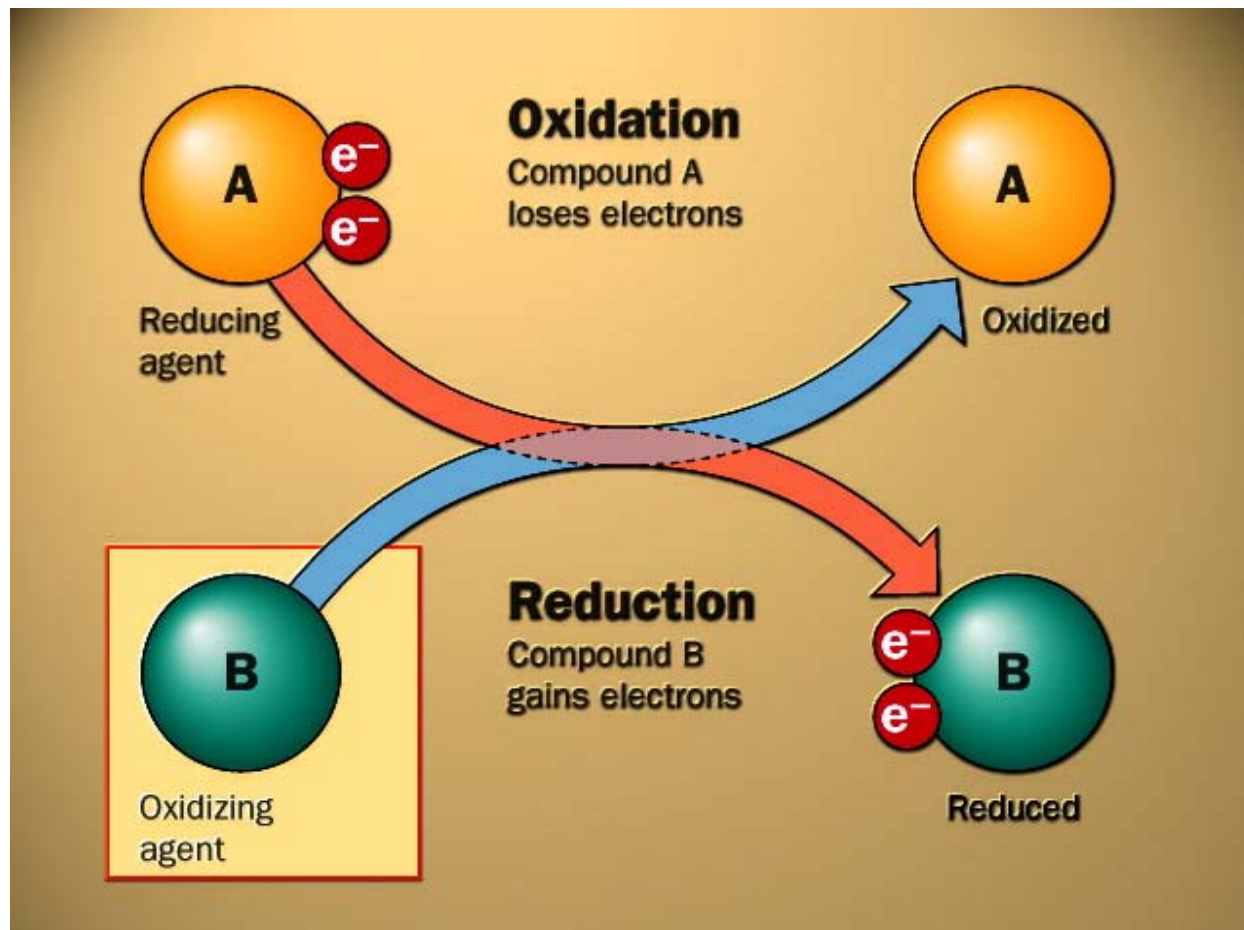 A
e–
e–
Reducing
agent
Oxidation
Compound A
loses electrons
A
Oxidized
B
Oxidizing
agent
Reduction
Compound B
gains electrons
e–
e–
B
Reduced